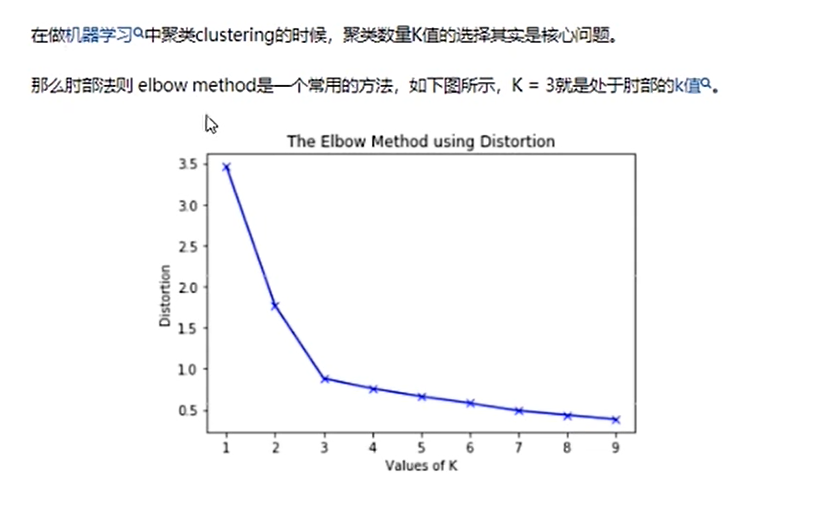 在做机器学习中聚类clustering的时候，聚类数量K值的选择其实是核心问题。
那么肘部法则 elbow method是一个常用的方法，如下图所示，K = 3就是处于肘部的k值。
The Elbow Method using Distortion
3.5
3.0
2.5
2.0
1.5
1.0
0.5
Distortion
1 2 3 4 5 6 7 8 9
Values of K